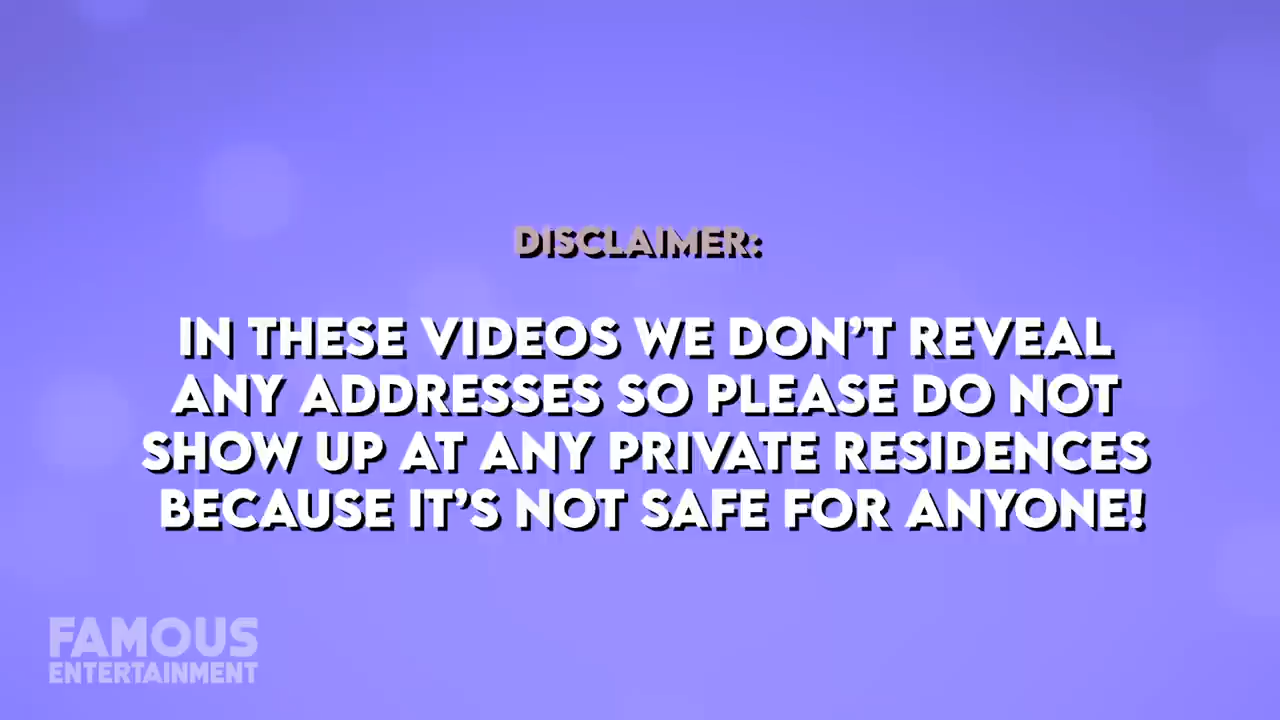 DISCLAIMER:
IN THESE VIDEOS WE DON'T REVEAL
ANY ADDRESSES SO PLEASE DO NOT
SHOW UP AT ANY PRIVATE RESIDENCES
BECAUSE IT'S NOT SAFE FOR ANYONE!
FAMOUS
ENTERTAINMENT